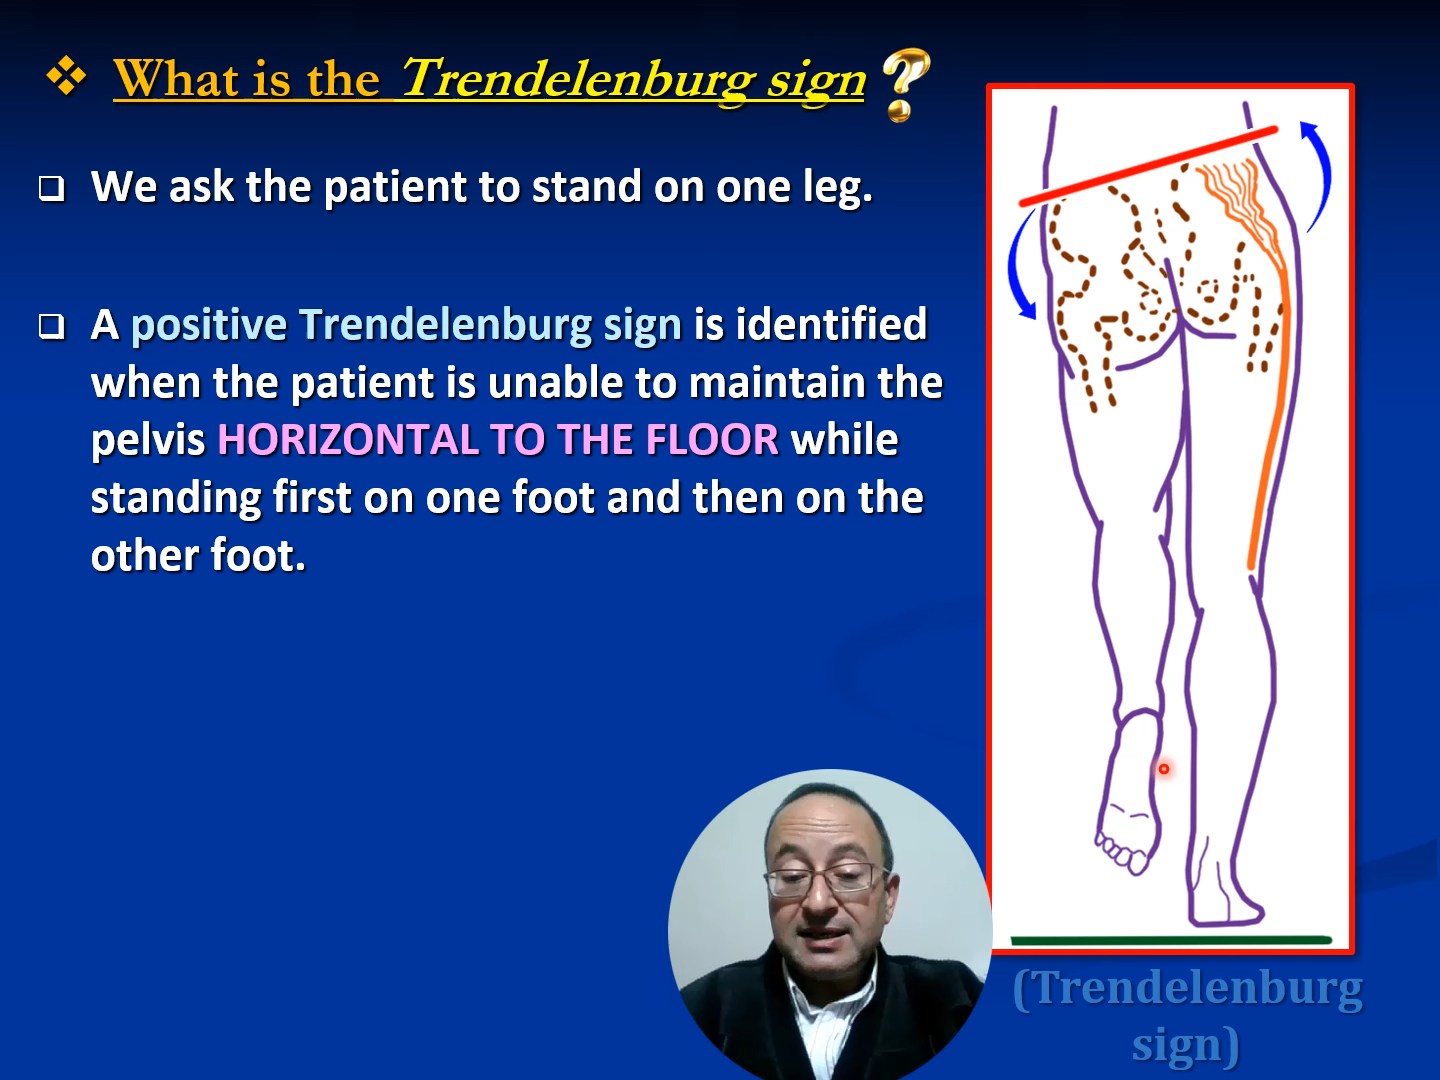 What is the Trendelenburg sign?
We ask the patient to stand on one leg.
A positive Trendelenburg sign is identified
when the patient is unable to maintain the
pelvis HORIZONTAL TO THE FLOOR while
standing first on one foot and then on the
other foot.
(Trendelenburg
sign)